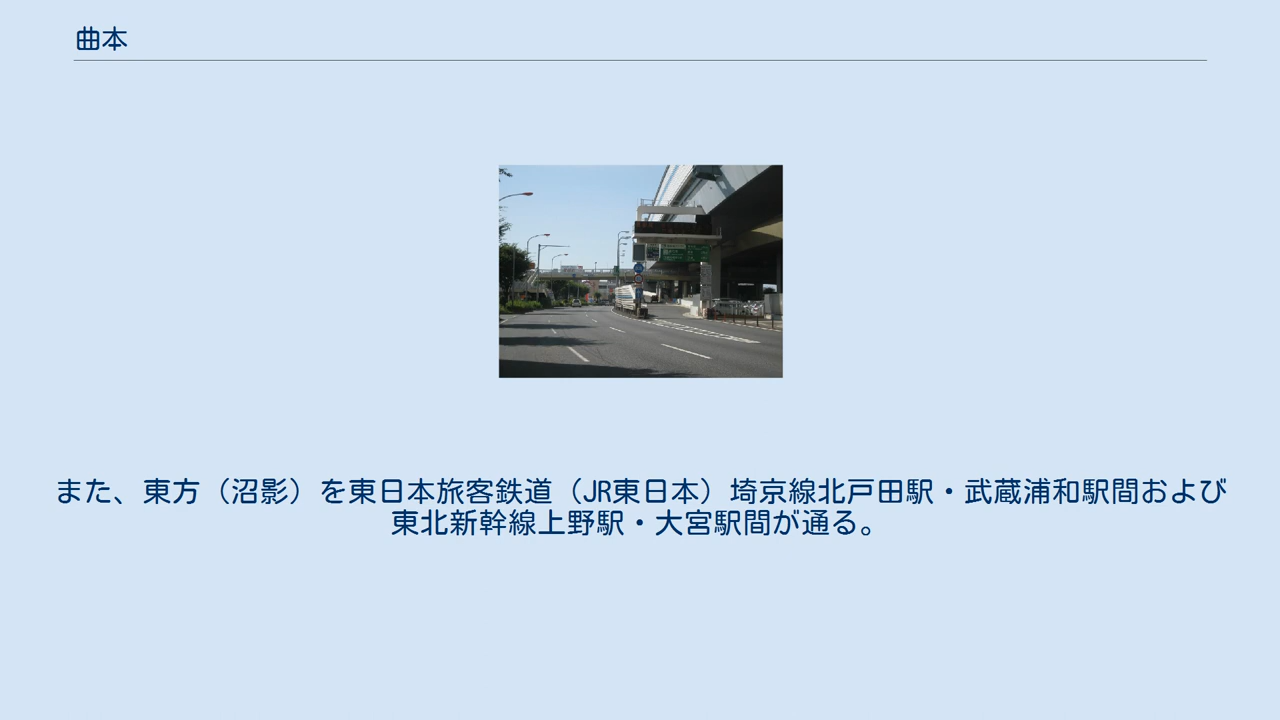 曲本
また、東方（沼影）を東日本旅客鉄道（JR東日本）埼京線北戸田駅・武蔵浦和駅間および
東北新幹線上野駅・大宮駅間が通る。